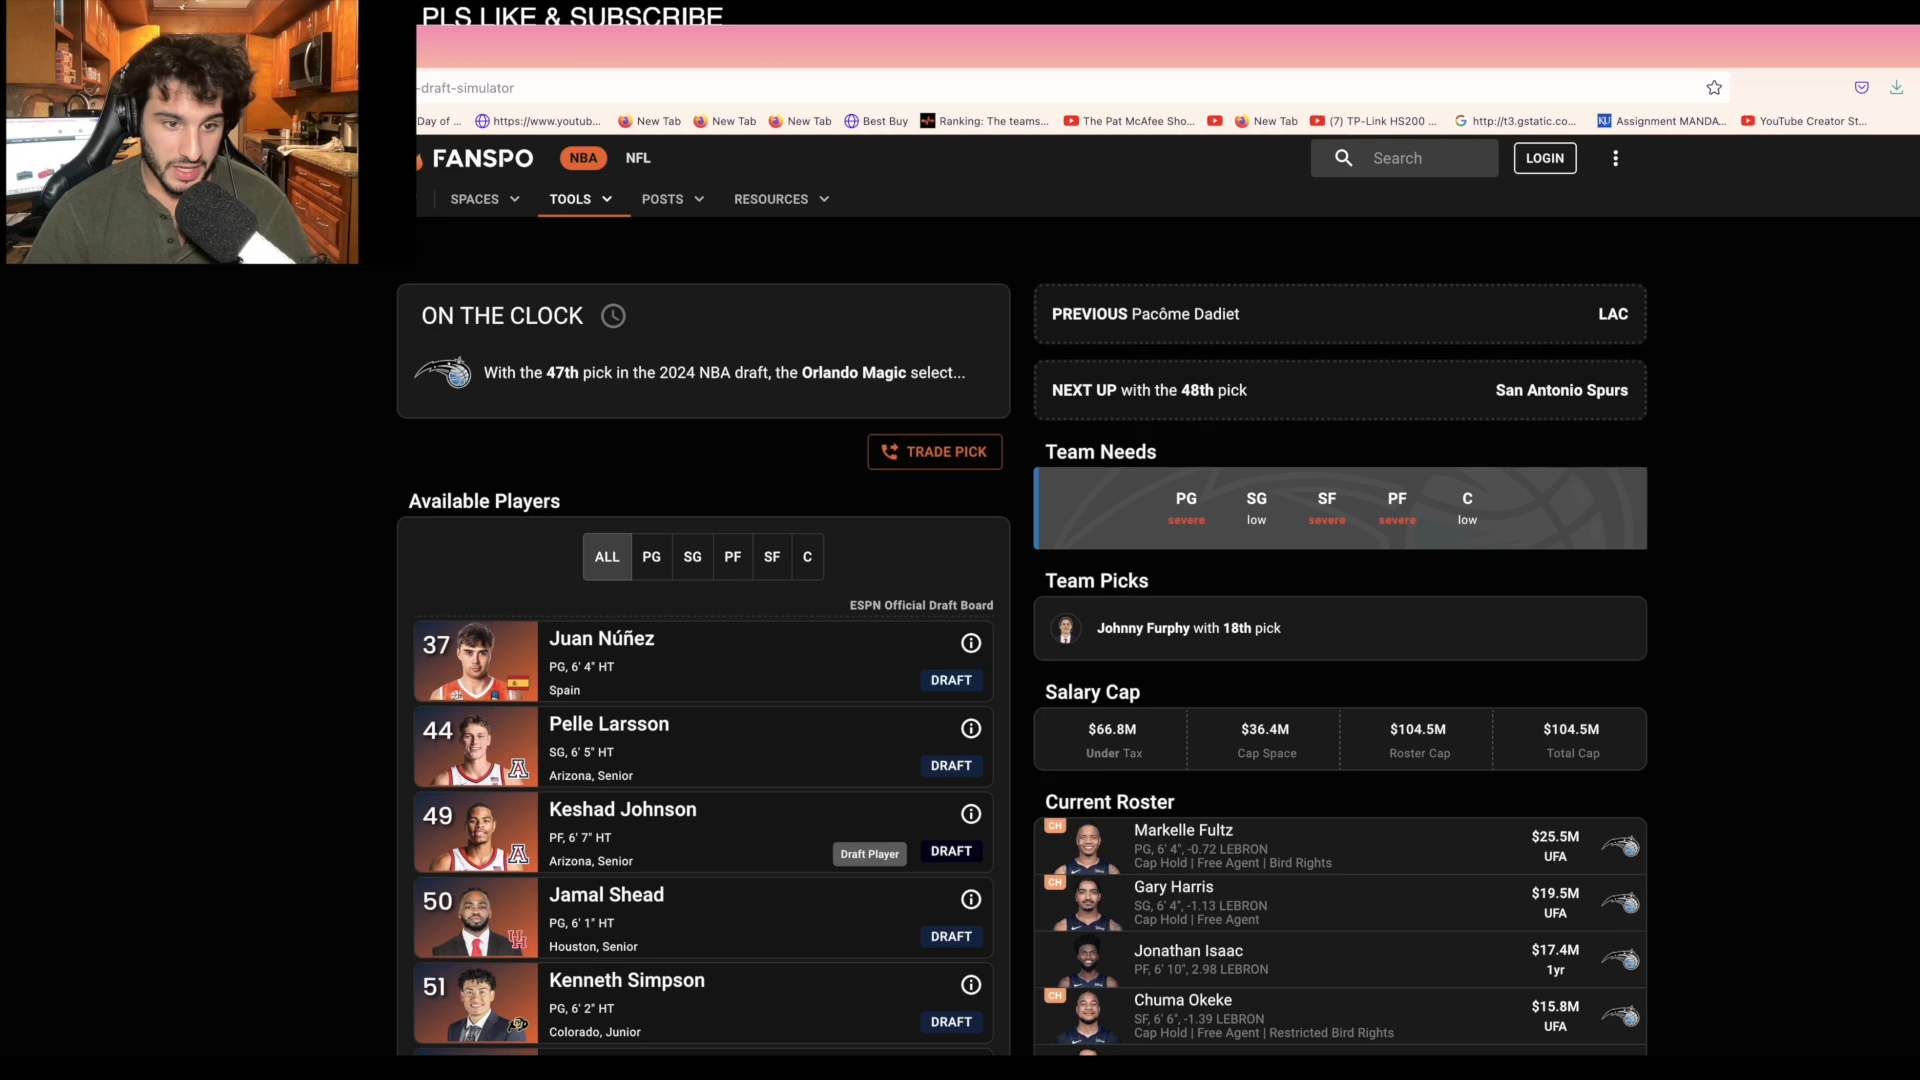 PLS LIKE & SUBSCRIBE
-draft-simulator
Day of ...
https://www.youtub...
New Tab
New Tab
New Tab
Best Buy
Ranking: The teams...
The Pat McAfee Sho...
New Tab
(7) TP-Link HS200 ...
http://t3.gstatic.co...
KU
Assignment MANDA...
YouTube Creator St...
FANSPO
NBA
NFL
Search
LOGIN
SPACES
TOOLS
POSTS
RESOURCES
ON THE CLOCK
With the 47th pick in the 2024 NBA draft, the Orlando Magic select...
PREVIOUS Pacôme Dadiet
LAC
NEXT UP with the 48th pick
San Antonio Spurs
TRADE PICK
Available Players
ALL
PG
SG
PF
SF
C
ESPN Official Draft Board
37
Juan Núñez
PG, 6' 4" HT
Spain
DRAFT
44
Pelle Larsson
SG, 6' 5" HT
Arizona, Senior
A
DRAFT
49
Keshad Johnson
PF, 6' 7" HT
Arizona, Senior
A
Draft Player
DRAFT
50
Jamal Shead
PG, 6' 1" HT
Houston, Senior
UH
DRAFT
51
Kenneth Simpson
PG, 6' 2" HT
Colorado, Junior
CU
DRAFT
Team Needs
PG
SG
SF
PF
C
severe
low
severe
severe
low
Team Picks
Johnny Furphy with 18th pick
Salary Cap
$66.8M
$36.4M
$104.5M
$104.5M
Under Tax
Cap Space
Roster Cap
Total Cap
Current Roster
CH
Markelle Fultz
PG, 6' 4", -0.72 LEBRON
Cap Hold | Free Agent | Bird Rights
$25.5M
UFA
CH
Gary Harris
SG, 6' 4", -1.13 LEBRON
Cap Hold | Free Agent
$19.5M
UFA
Jonathan Isaac
PF, 6' 10", 2.98 LEBRON
$17.4M
1yr
CH
Chuma Okeke
SF, 6' 6", -1.39 LEBRON
Cap Hold | Free Agent | Restricted Bird Rights
$15.8M
UFA